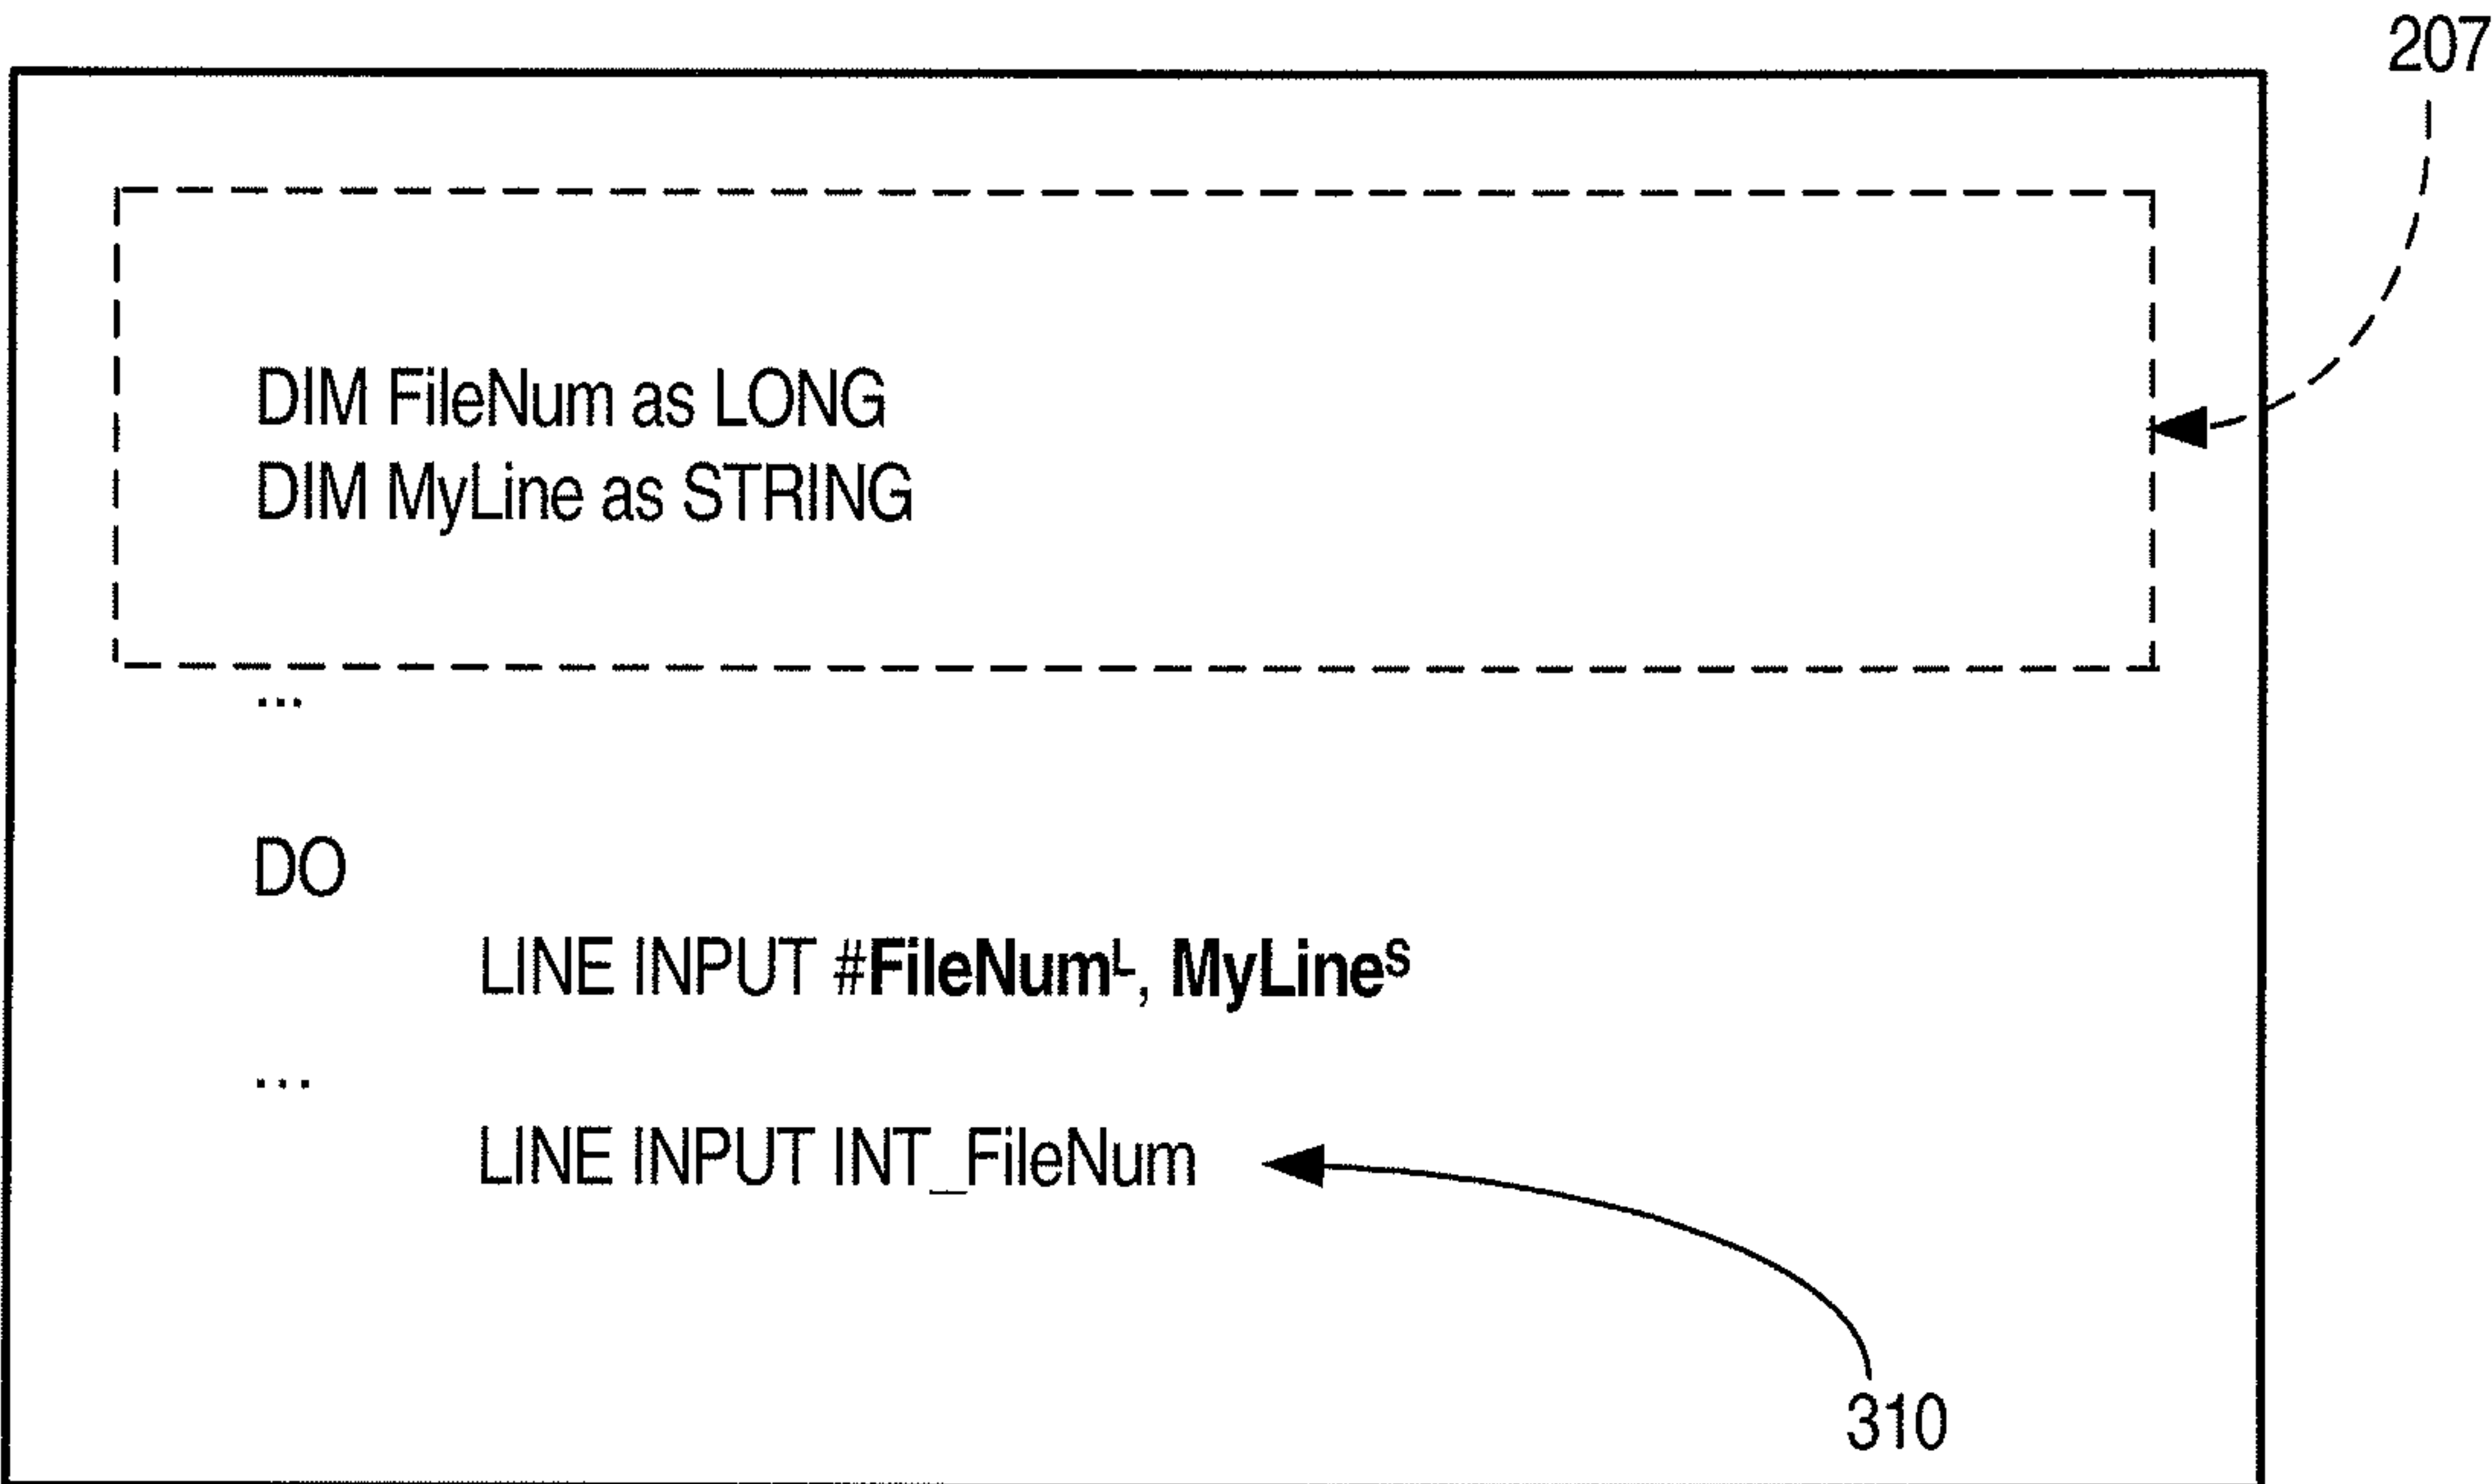 207
DIM FileNum as LONG
DIM MyLine as STRING
...
DO
LINE INPUT #FileNumᴸ, MyLineˢ
...
LINE INPUT INT_FileNum
310